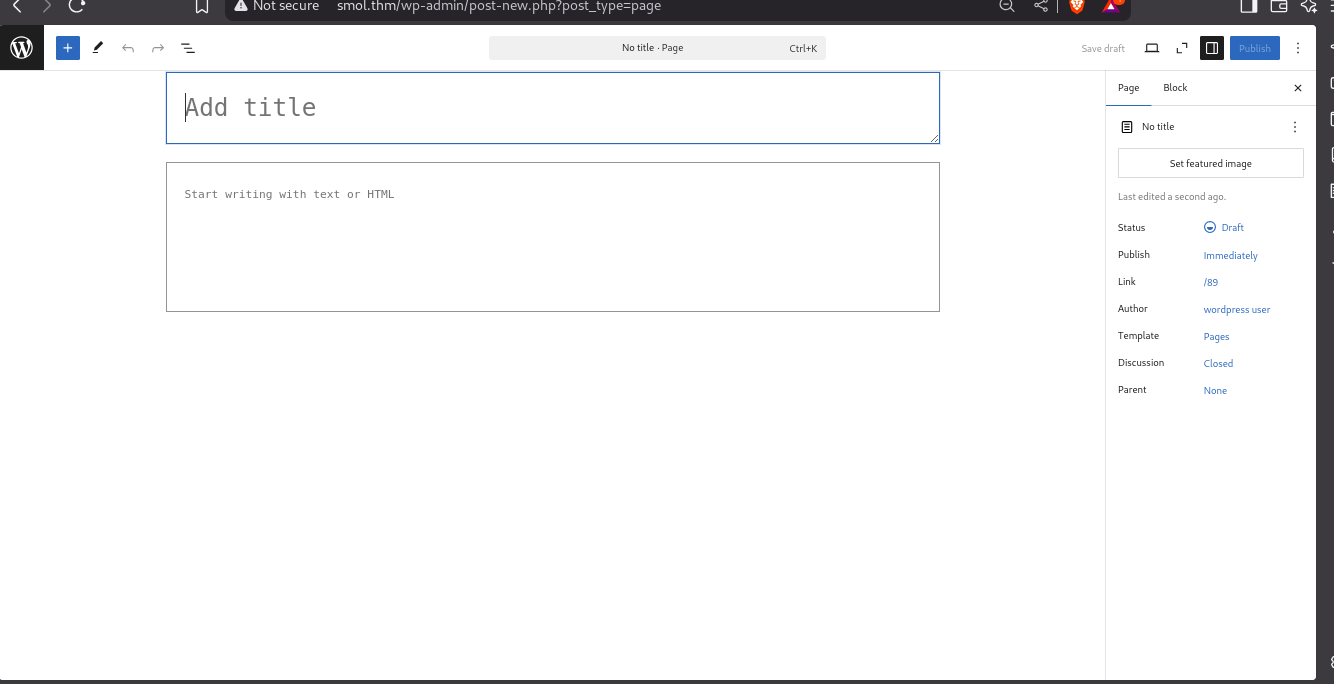 Not secure smol.thm/wp-admin/post-new.php?post_type=page
No title · Page Ctrl+K Save draft Publish
Add title
Start writing with text or HTML
Page Block
No title
Set featured image
Last edited a second ago.
Status Draft
Publish Immediately
Link /89
Author wordpress user
Template Pages
Discussion Closed
Parent None